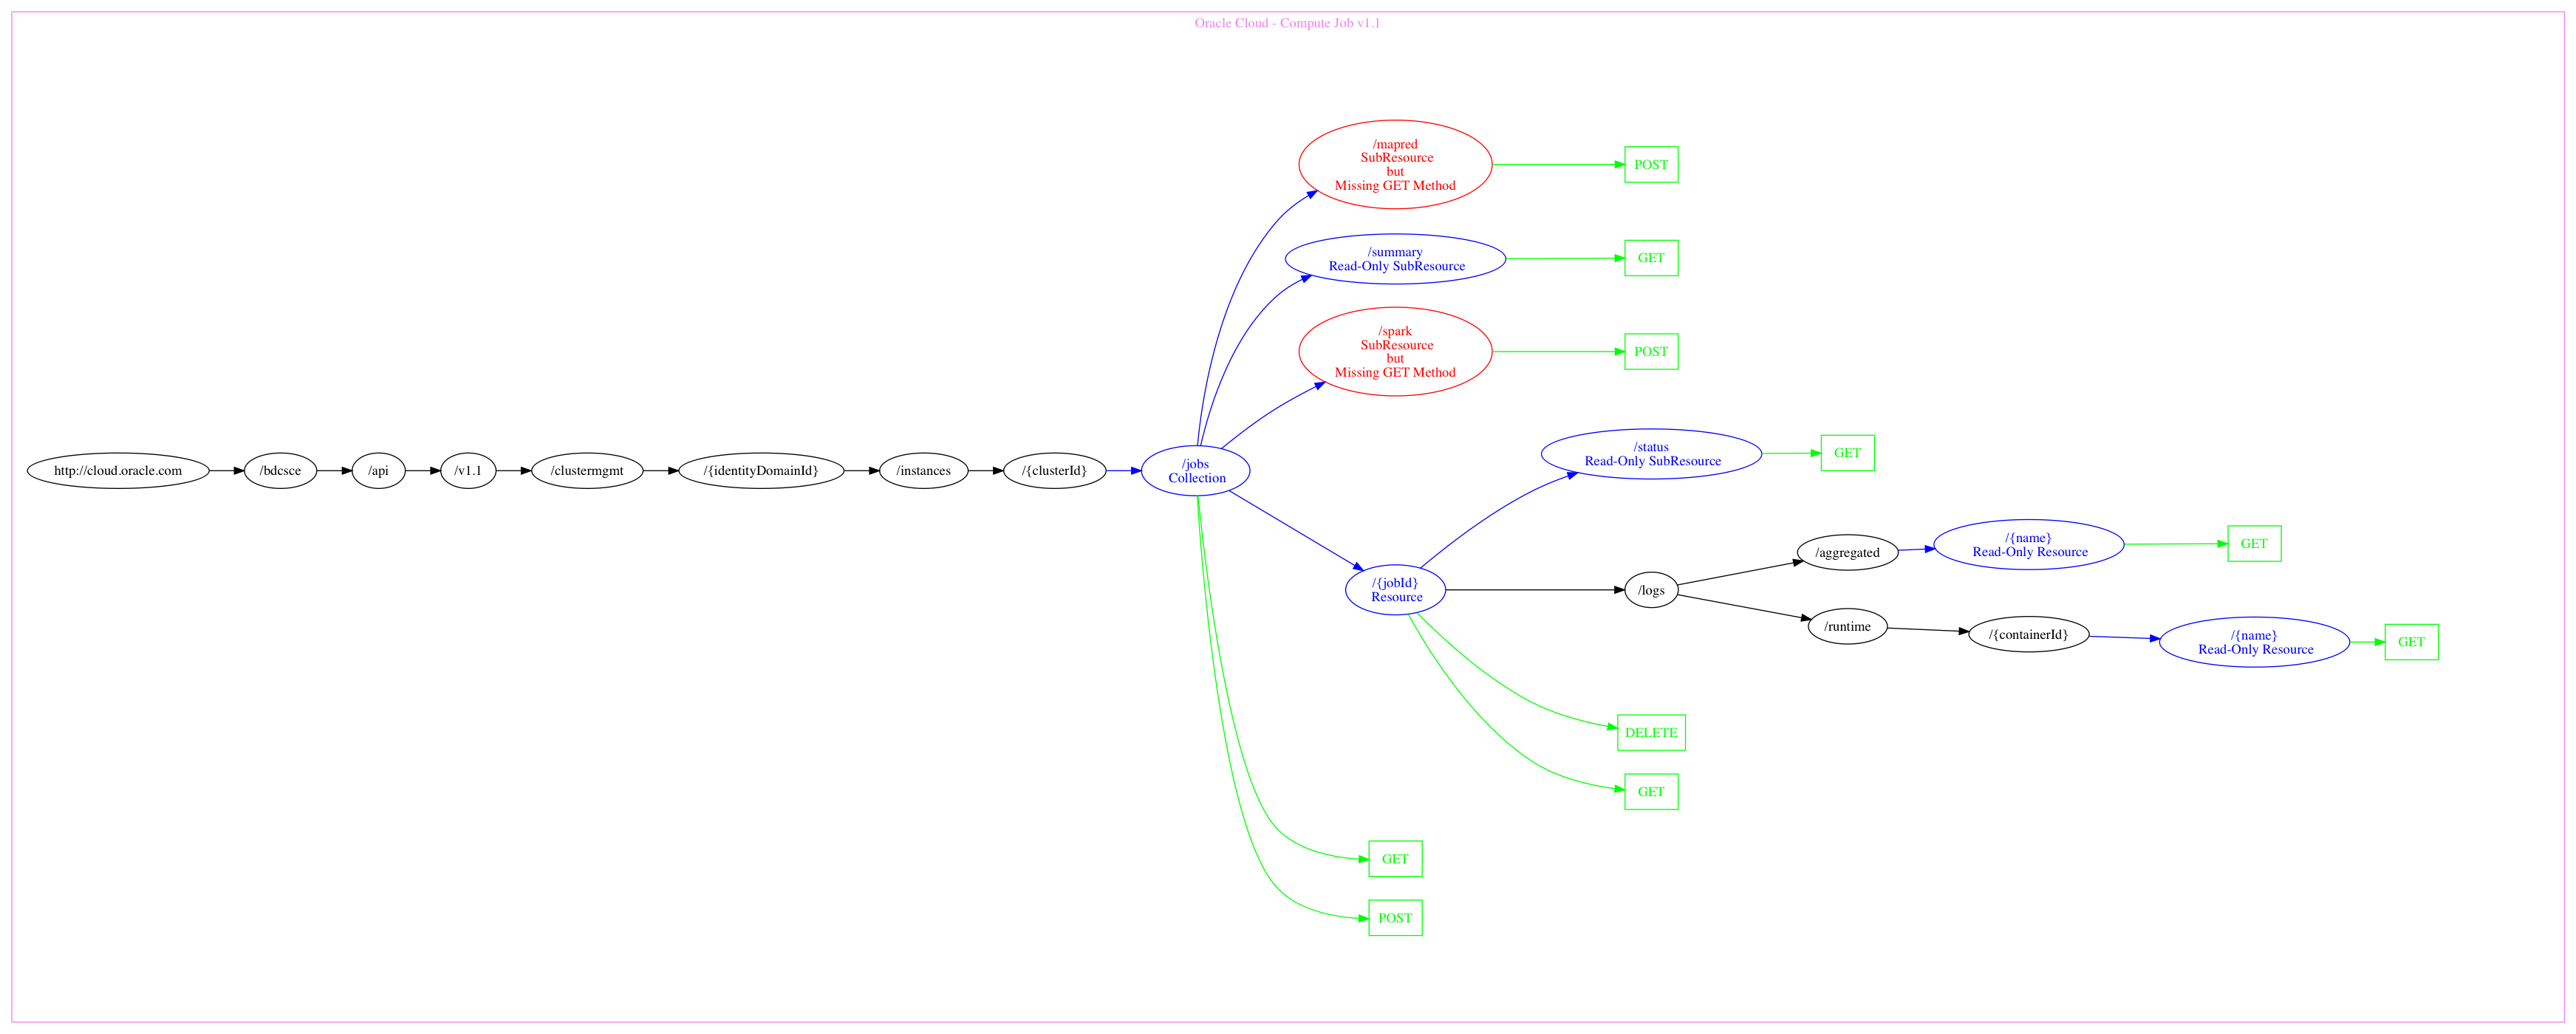 Oracle Cloud - Compute Job v1.1
/mapred
SubResource
but
Missing GET Method
POST
/summary
Read-Only SubResource
GET
/spark
SubResource
but
Missing GET Method
POST
http://cloud.oracle.com
/bdcsce
/api
/v1.1
/clustermgmt
/{identityDomainId}
/instances
/{clusterId}
/jobs
Collection
/status
Read-Only SubResource
GET
/{jobId}
Resource
/logs
/aggregated
/{name}
Read-Only Resource
GET
/runtime
/{containerId}
/{name}
Read-Only Resource
GET
DELETE
GET
GET
POST